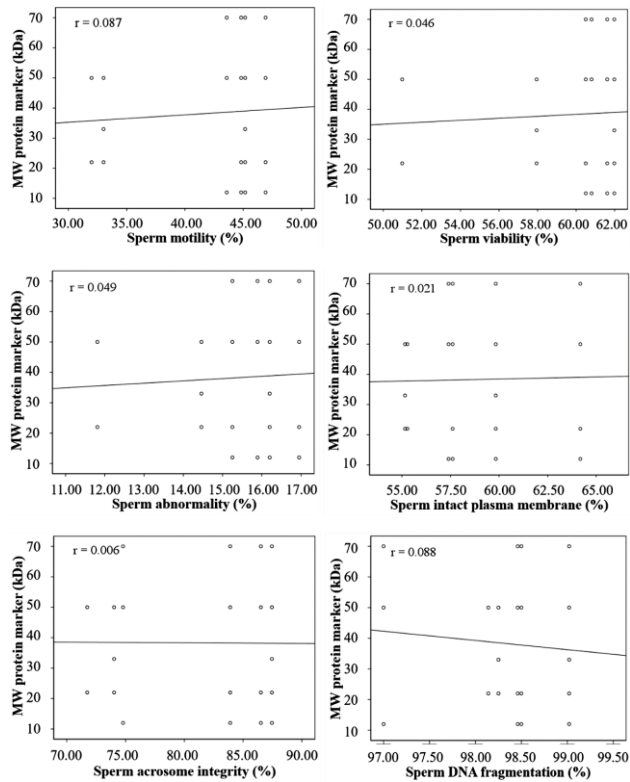 r = 0.087
MW protein marker (kDa)
70
60
50
40
30
20
10
30.00 35.00 40.00 45.00 50.00
Sperm motility (%)
r = 0.046
MW protein marker (kDa)
70
60
50
40
30
20
10
50.00 52.00 54.00 56.00 58.00 60.00 62.00
Sperm viability (%)
r = 0.049
MW protein marker (kDa)
70
60
50
40
30
20
10
11.00 12.00 13.00 14.00 15.00 16.00 17.00
Sperm abnormality (%)
r = 0.021
MW protein marker (kDa)
70
60
50
40
30
20
10
55.00 57.50 60.00 62.50 65.00
Sperm intact plasma membrane (%)
r = 0.006
MW protein marker (kDa)
70
60
50
40
30
20
10
70.00 75.00 80.00 85.00 90.00
Sperm acrosome integrity (%)
r = 0.088
MW protein marker (kDa)
70
60
50
40
30
20
10
97.00 97.50 98.00 98.50 99.00 99.50
Sperm DNA fragmentation (%)